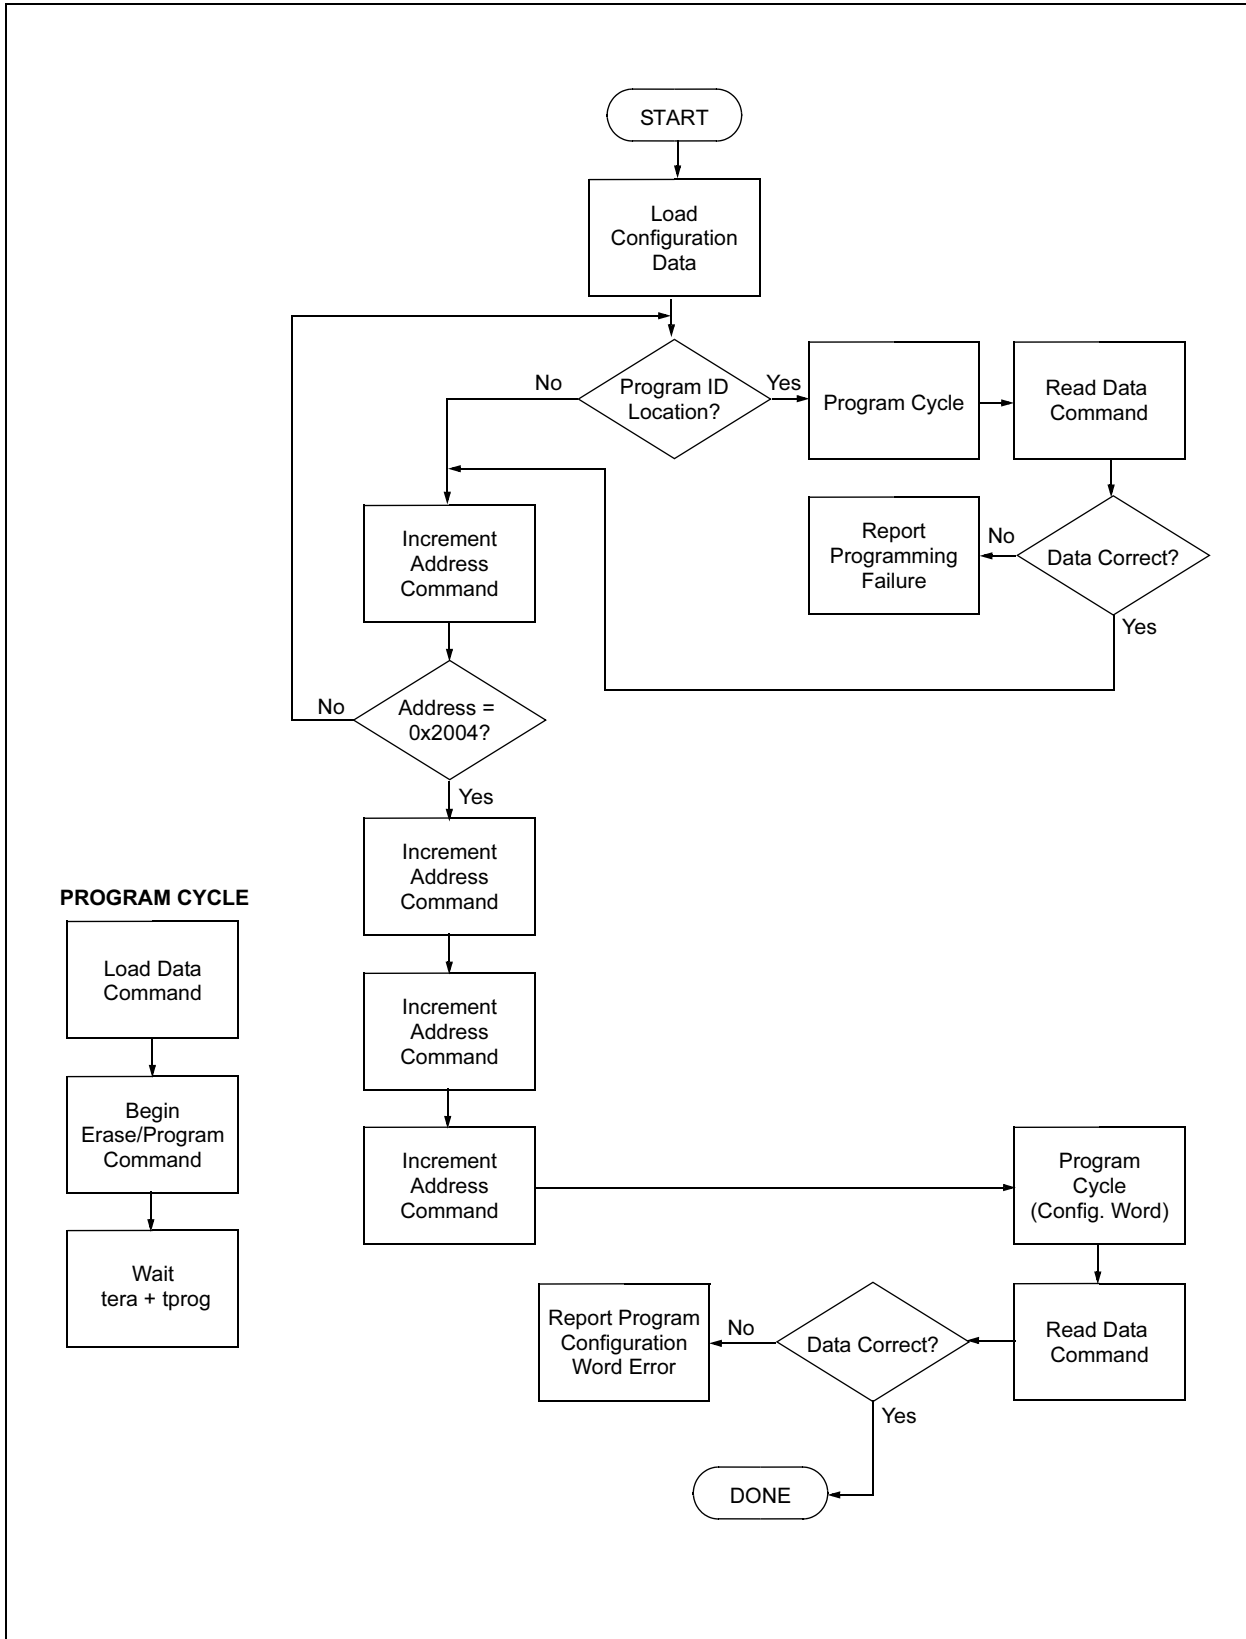 START
Load
Configuration
Data
No
Program ID
Location?
Yes
Program Cycle
Read Data
Command
Increment
Address
Command
Report
Programming
Failure
No
Data Correct?
Yes
No
Address =
0x2004?
Yes
Increment
Address
Command
PROGRAM CYCLE
Load Data
Command
Increment
Address
Command
Begin
Erase/Program
Command
Increment
Address
Command
Program
Cycle
(Config. Word)
Wait
tera + tprog
Report Program
Configuration
Word Error
No
Data Correct?
Read Data
Command
Yes
DONE